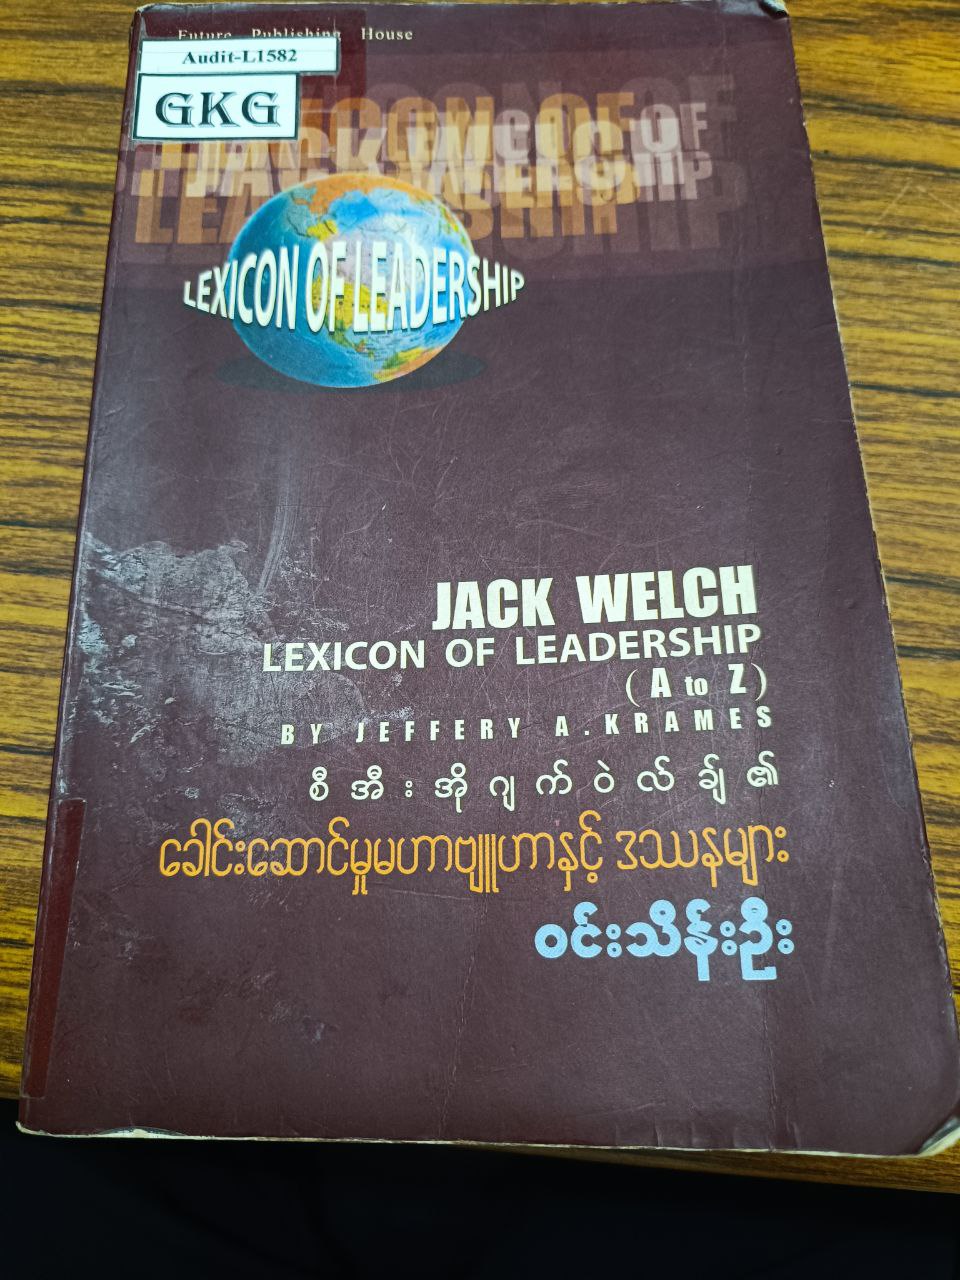 Future Publishing House
Audit-L1582
GKG
LEXICON OF LEADERSHIP
JACK WELCH
LEXICON OF LEADERSHIP
( A to Z )
BY JEFFERY A.KRAMES
စီအီးအိုဂျက်ဝဲလ်ချ်၏
ခေါင်းဆောင်မှုမဟာဗျူဟာနှင့် ဒဿနများ
ဝင်းသိန်းဦး